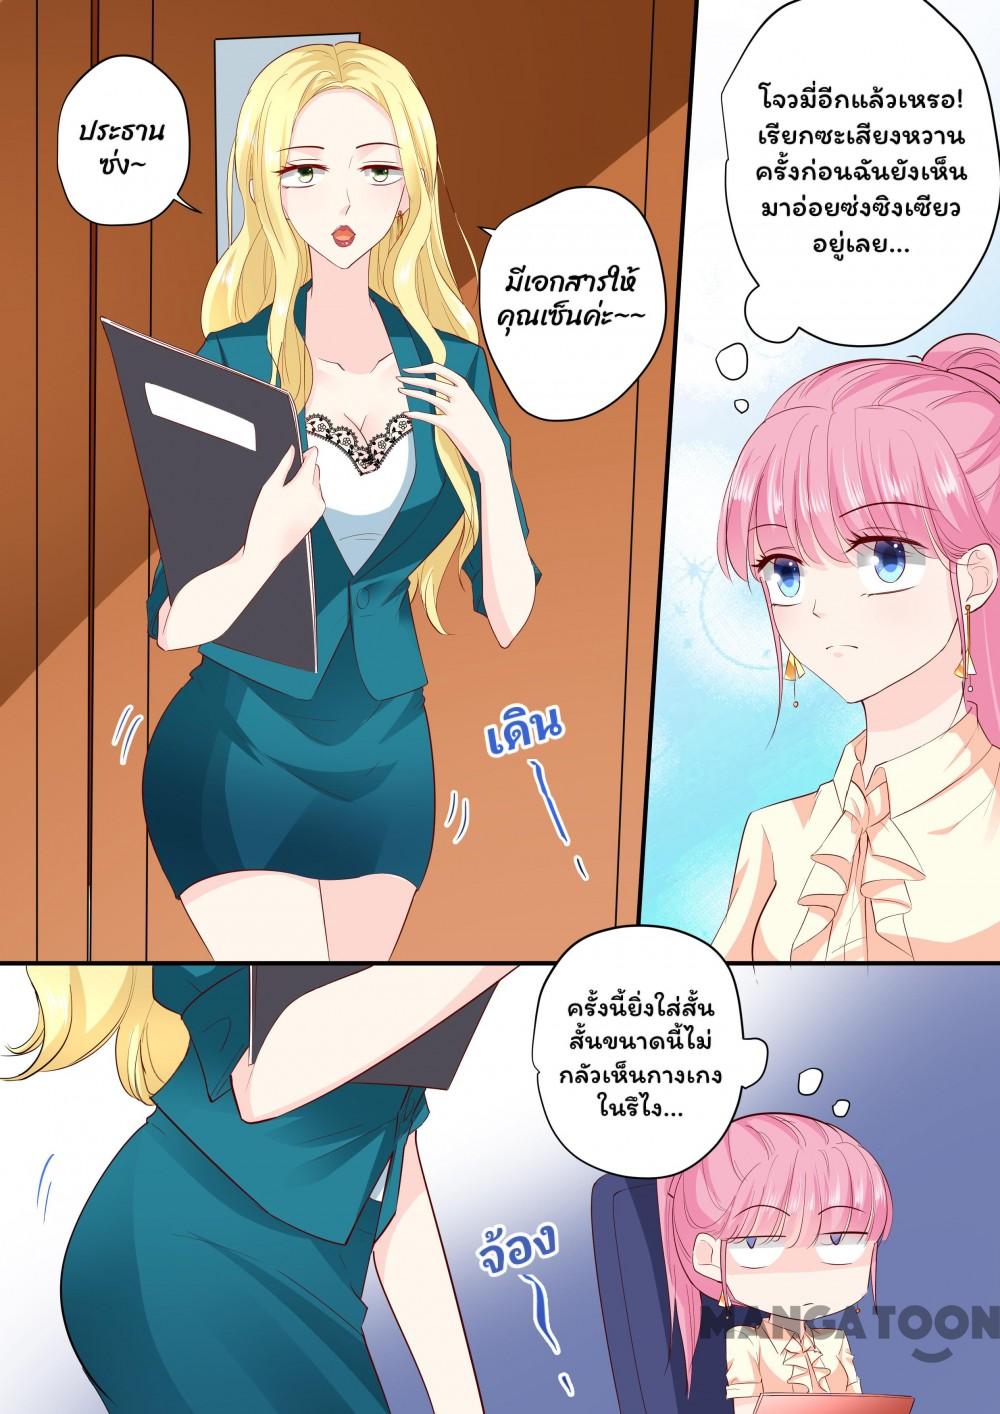 ประธาน
ซ่ง~
มีเอกสารให้
คุณเซ็นค่ะ~~
เดิน
โจวมี่อีกแล้วเหรอ!
เรียกซะเสียงหวาน
ครั้งก่อนฉันยังเห็น
มาอ่อยซ่งซิงเซียว
อยู่เลย...
ครั้งนี้ยิ่งใส่สั้น
สั้นขนาดนี้ไม่
กลัวเห็นกางเกง
ในรึไง...
จ้อง
MANGATOON